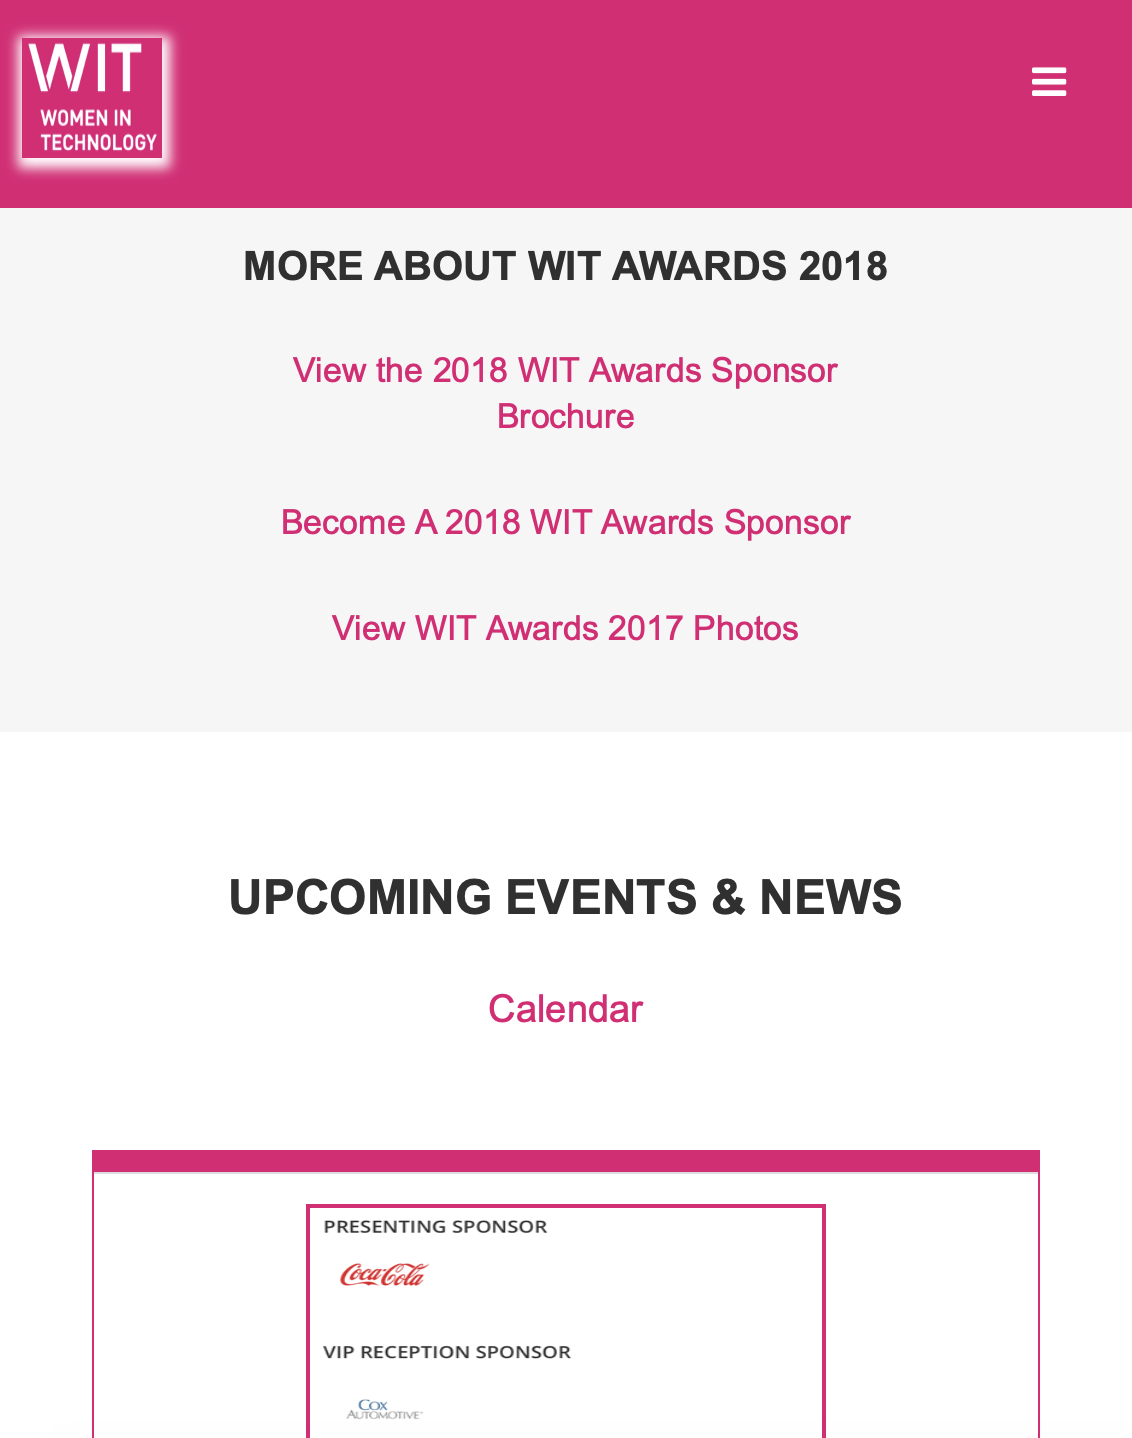 WIT
WOMEN IN
TECHNOLOGY
MORE ABOUT WIT AWARDS 2018
View the 2018 WIT Awards Sponsor
Brochure
Become A 2018 WIT Awards Sponsor
View WIT Awards 2017 Photos
UPCOMING EVENTS & NEWS
Calendar
PRESENTING SPONSOR
Coca-Cola
VIP RECEPTION SPONSOR
COX
AUTOMOTIVE™